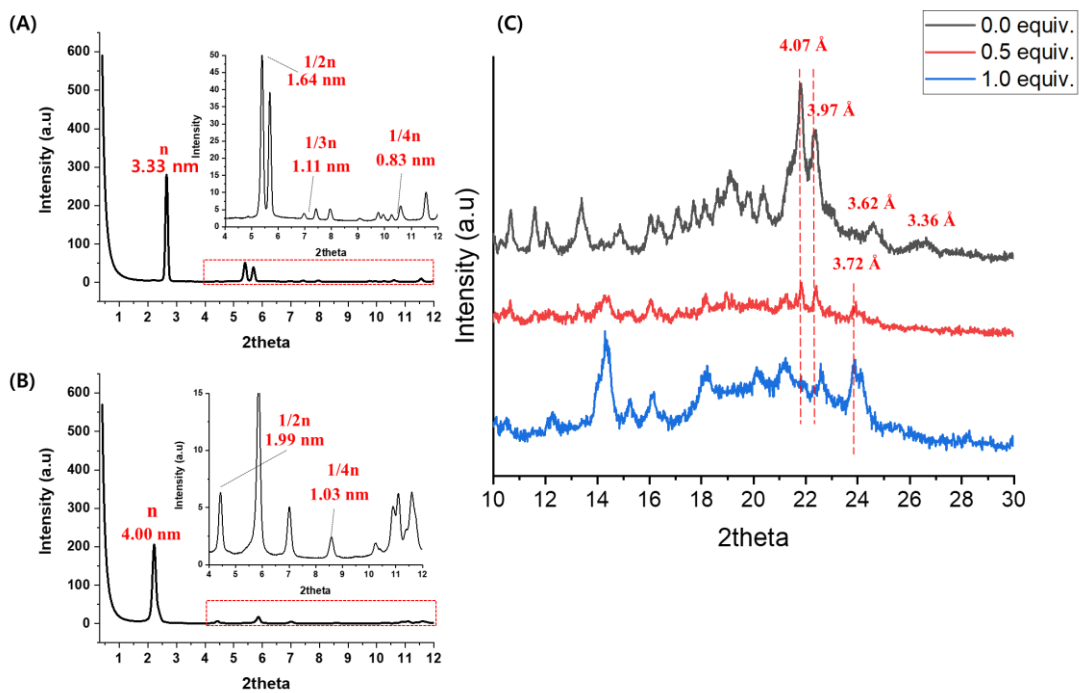 (A)
600
500
400
300
200
100
0
Intensity (a.u)
n
3.33 nm
1 2 3 4 5 6 7 8 9 10 11 12
2theta
50
45
40
35
30
25
20
15
10
5
0
Intensity
1/2n
1.64 nm
1/3n
1.11 nm
1/4n
0.83 nm
4 5 6 7 8 9 10 11 12
2theta
(B)
600
500
400
300
200
100
0
Intensity (a.u)
n
4.00 nm
1 2 3 4 5 6 7 8 9 10 11 12
2theta
15
10
5
0
Intensity (a.u)
1/2n
1.99 nm
1/4n
1.03 nm
4 5 6 7 8 9 10 11 12
2theta
(C)
0.0 equiv.
0.5 equiv.
1.0 equiv.
4.07 Å
3.97 Å
3.62 Å
3.36 Å
3.72 Å
Intensity (a.u)
10 12 14 16 18 20 22 24 26 28 30
2theta